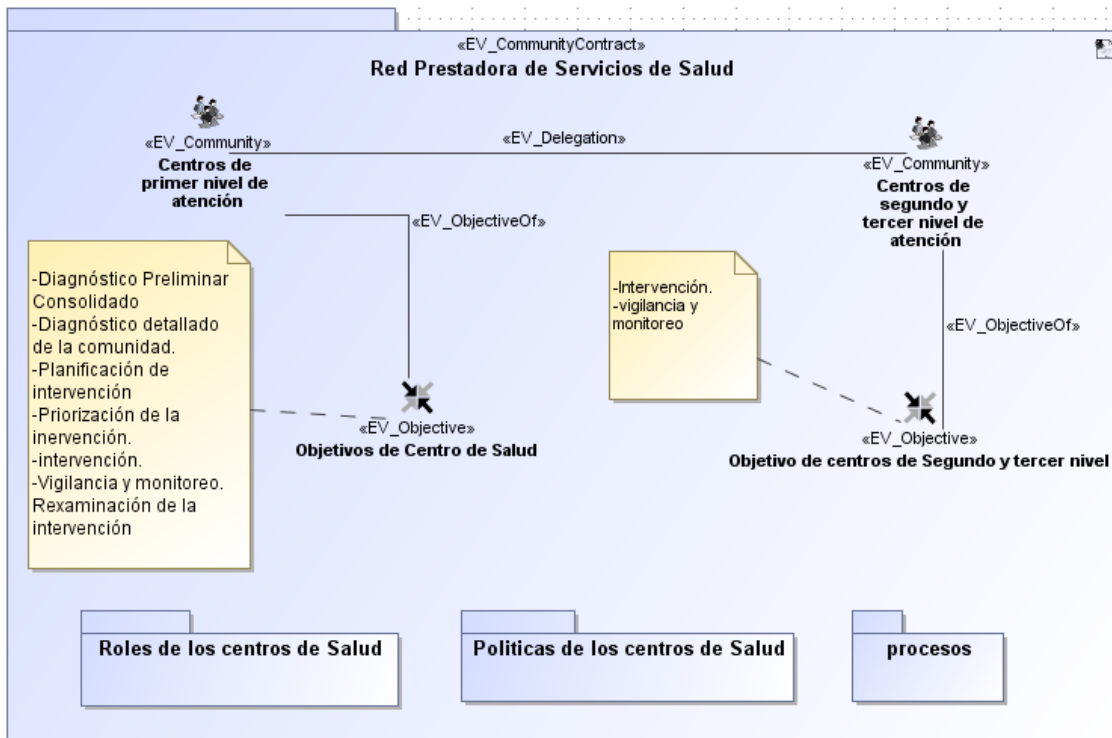 «EV_CommunityContract»
Red Prestadora de Servicios de Salud
«EV_Community»
Centros de
primer nivel de
atención
«EV_Delegation»
«EV_Community»
Centros de
segundo y
tercer nivel de
atención
«EV_ObjectiveOf»
-Diagnóstico Preliminar
Consolidado
-Diagnóstico detallado
de la comunidad.
-Planificación de
intervención
-Priorización de la
inervención.
-intervención.
-Vigilancia y monitoreo.
Rexaminación de la
intervención
-Intervención.
-vigilancia y
monitoreo
«EV_ObjectiveOf»
«EV_Objective»
Objetivos de Centro de Salud
«EV_Objective»
Objetivo de centros de Segundo y tercer nivel
Roles de los centros de Salud
Politicas de los centros de Salud
procesos